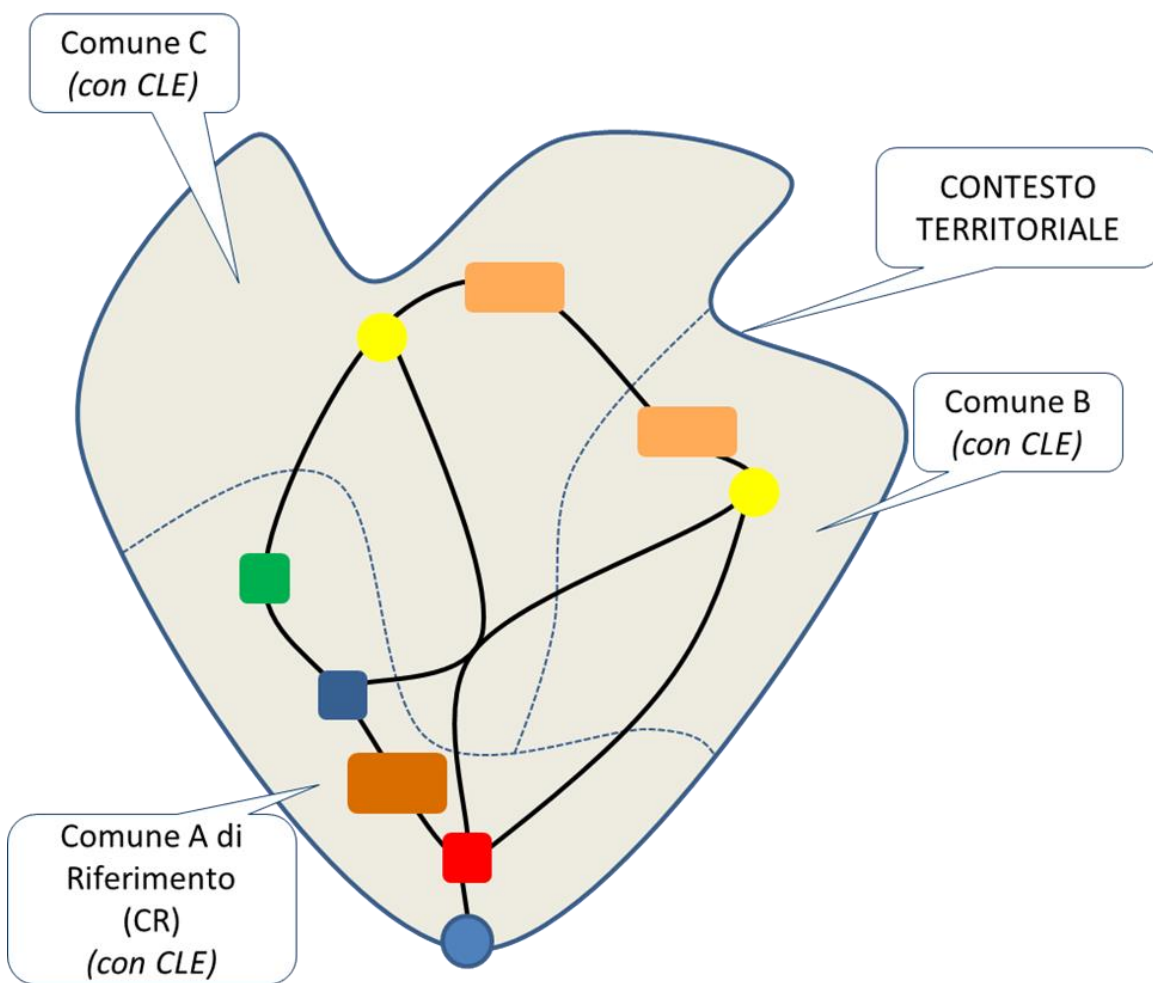 Comune C
(con CLE)
CONTESTO
TERRITORIALE
Comune B
(con CLE)
Comune A di
Riferimento
(CR)
(con CLE)